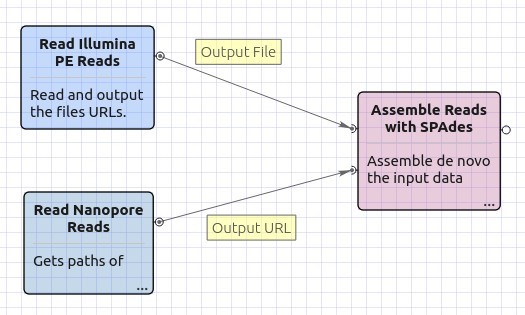 Read Illumina
PE Reads
Read and output
the files URLs.
Output File
Assemble Reads
with SPAdes
Assemble de novo
the input data
...
Read Nanopore
Reads
Gets paths of
...
Output URL